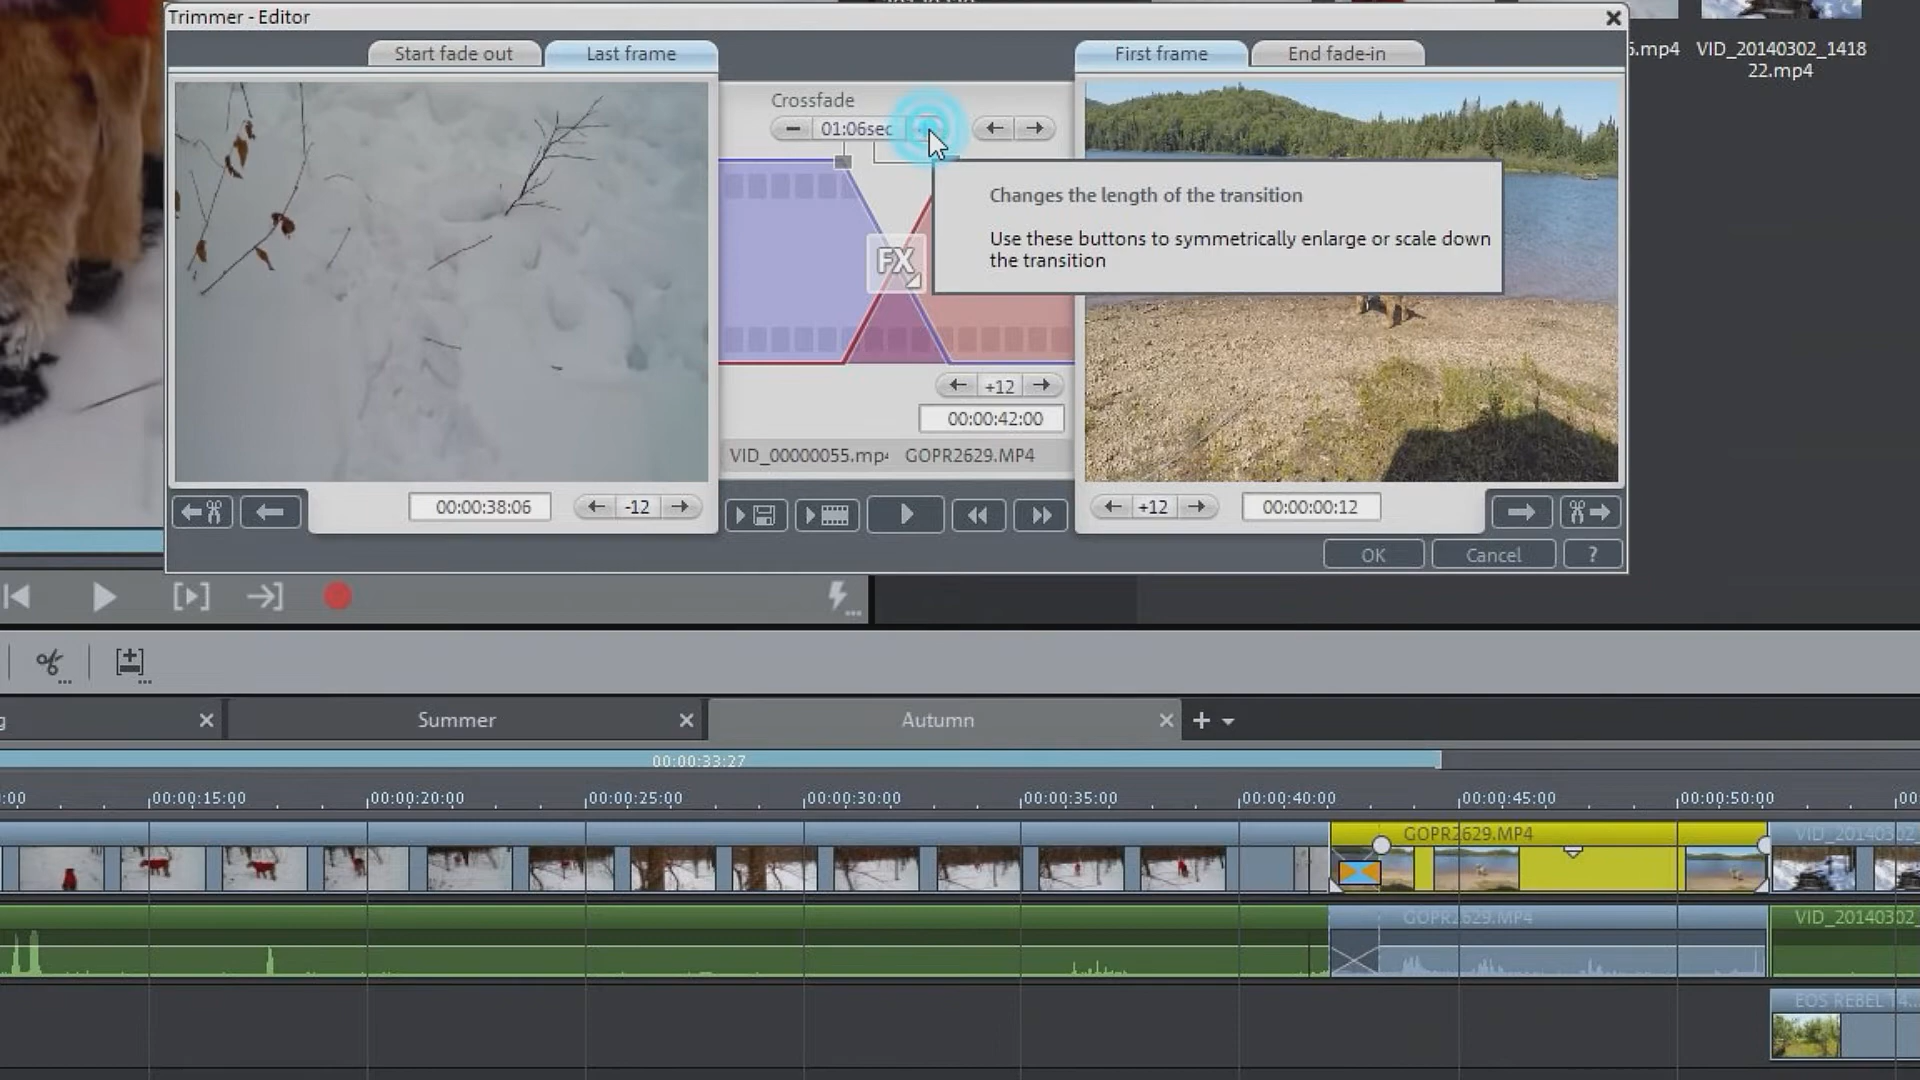 Trimmer - Editor
Start fade out
Last frame
First frame
End fade-in
.mp4
VID_20140302_1418
22.mp4
Crossfade
01:06sec
Changes the length of the transition
Use these buttons to symmetrically enlarge or scale down
the transition
FX
+12
00:00:42:00
VID_00000055.mp4
GOPR2629.MP4
00:00:38:06
-12
+12
00:00:00:12
OK
Cancel
?
Summer
Autumn
00:00:33:27
:00
00:00:15:00
00:00:20:00
00:00:25:00
00:00:30:00
00:00:35:00
00:00:40:00
00:00:45:00
00:00:50:00
00
GOPR2629.MP4
VID_20140302_
GOPR2629.MP4
VID_20140302_
EOS REBEL T4...